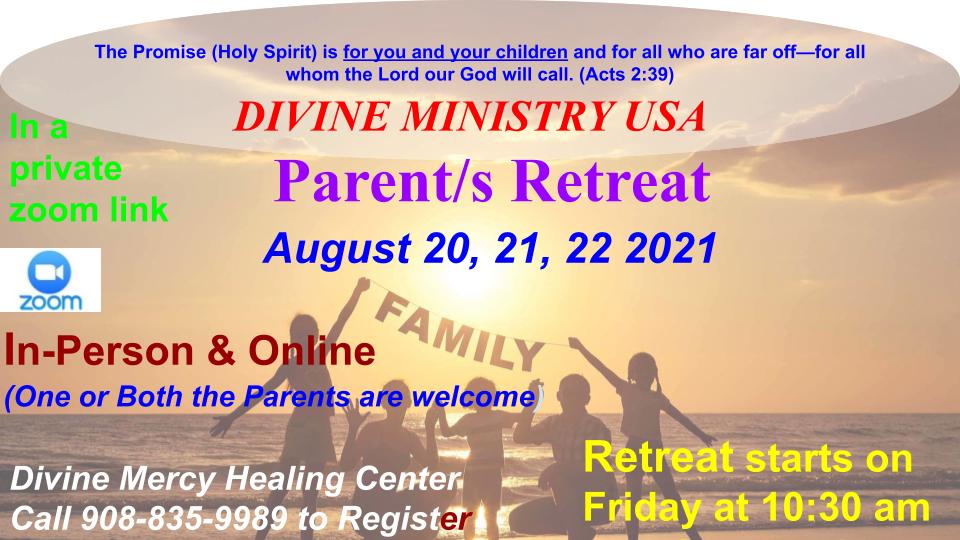 The Promise (Holy Spirit) is for you and your children and for all who are far off—for all
whom the Lord our God will call. (Acts 2:39)
DIVINE MINISTRY USA
In a
private
zoom link
Parent/s Retreat
August 20, 21, 22 2021
zoom
FAMILY
In-Person & Online
(One or Both the Parents are welcome)
Retreat starts on
Friday at 10:30 am
Divine Mercy Healing Center
Call 908-835-9989 to Register